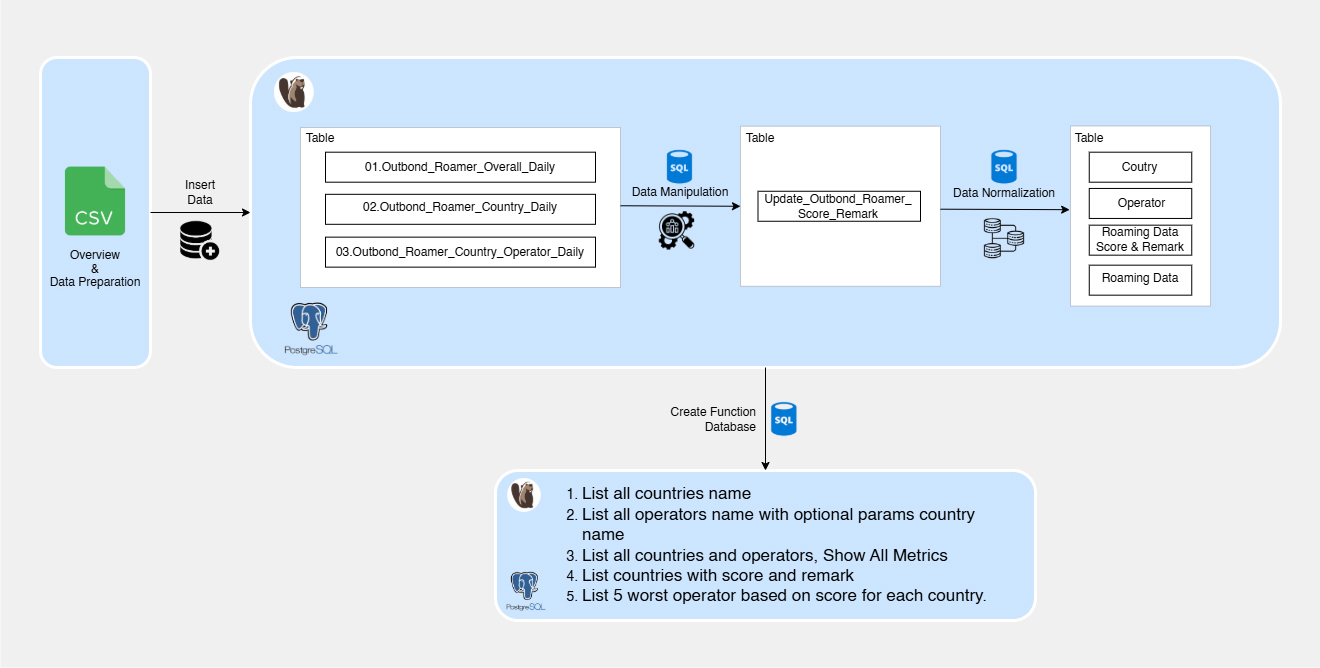 CSV
Overview
&
Data Preparation
Insert
Data
Table
01.Outbond_Roamer_Overall_Daily
02.Outbond_Roamer_Country_Daily
03.Outbond_Roamer_Country_Operator_Daily
PostgreSQL
SQL
Data Manipulation
Table
Update_Outbond_Roamer_
Score_Remark
SQL
Data Normalization
Table
Coutry
Operator
Roaming Data
Score & Remark
Roaming Data
Create Function
Database
SQL
1. List all countries name
2. List all operators name with optional params country
name
3. List all countries and operators, Show All Metrics
4. List countries with score and remark
5. List 5 worst operator based on score for each country.
PostgreSQL